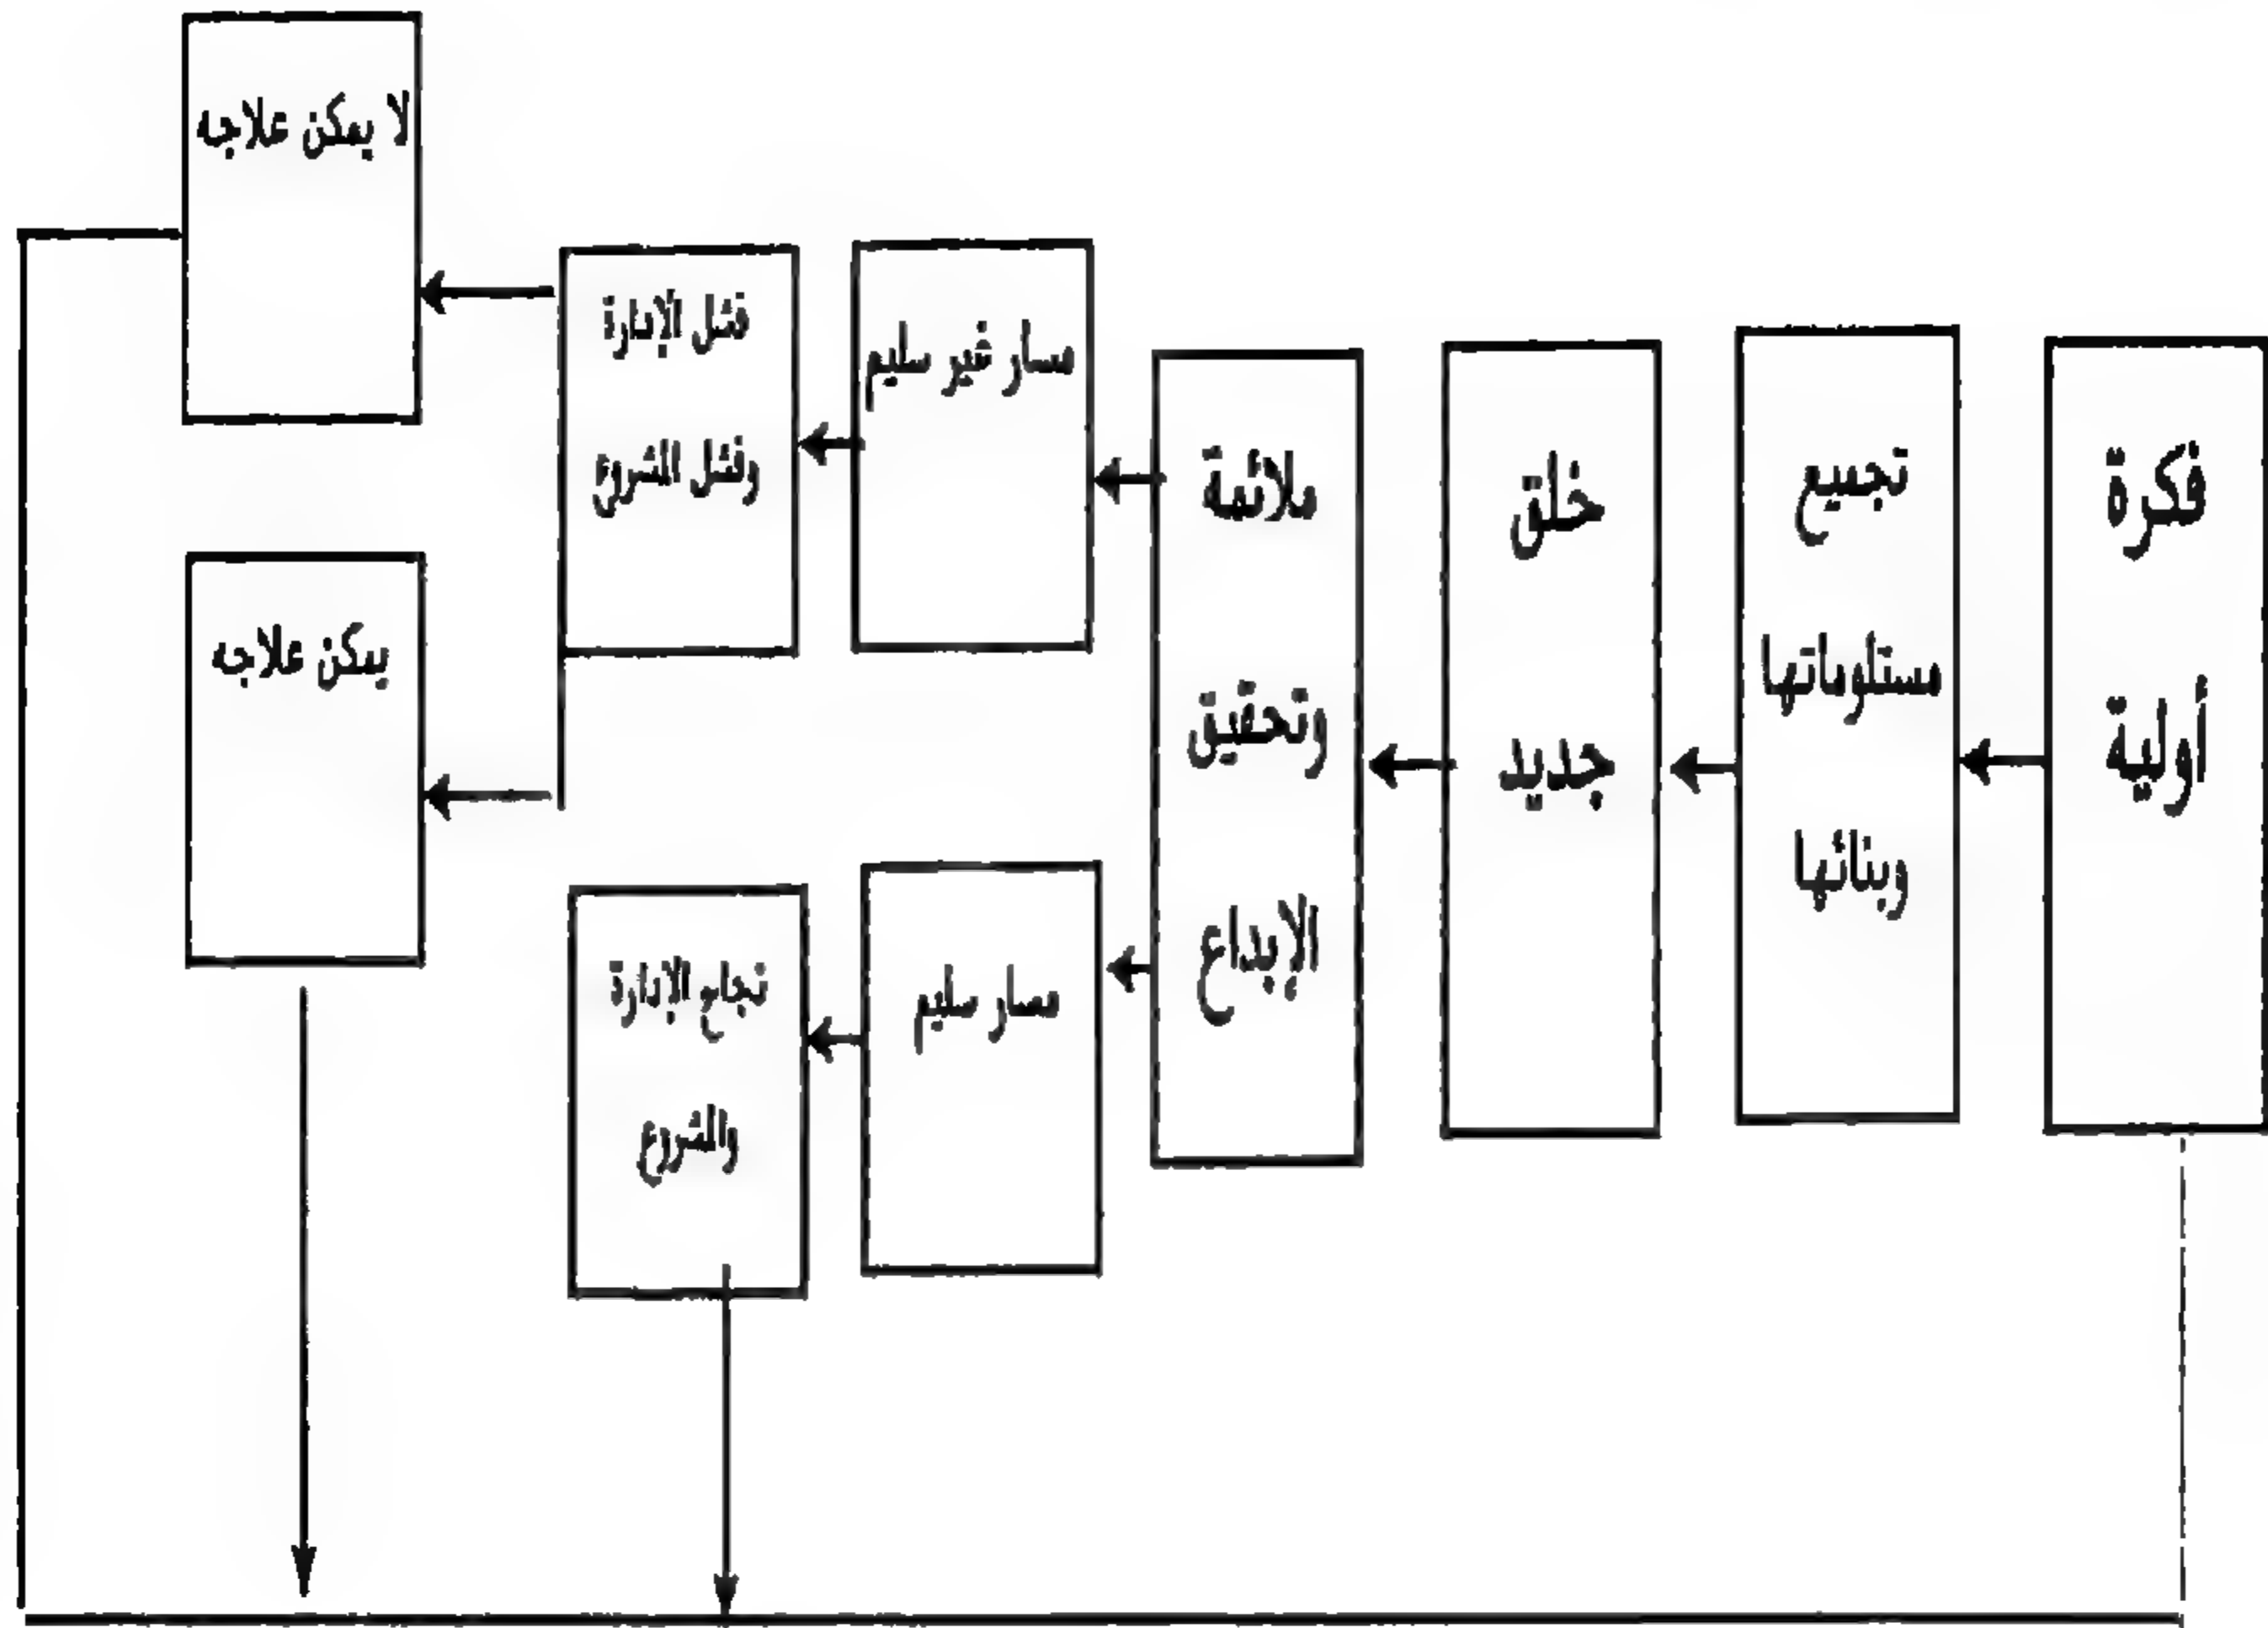 فكرة
أولية
تجميع
مستلوماتها
وبنائها
خلق
جديد
ملائمة
وتحقيق
الإبداع
مسار غير سليم
فشل الإدارة
وفشل المشروع
لا يمكن علاجه
يمكن علاجه
مسار سليم
نجاح الإدارة
والمشروع